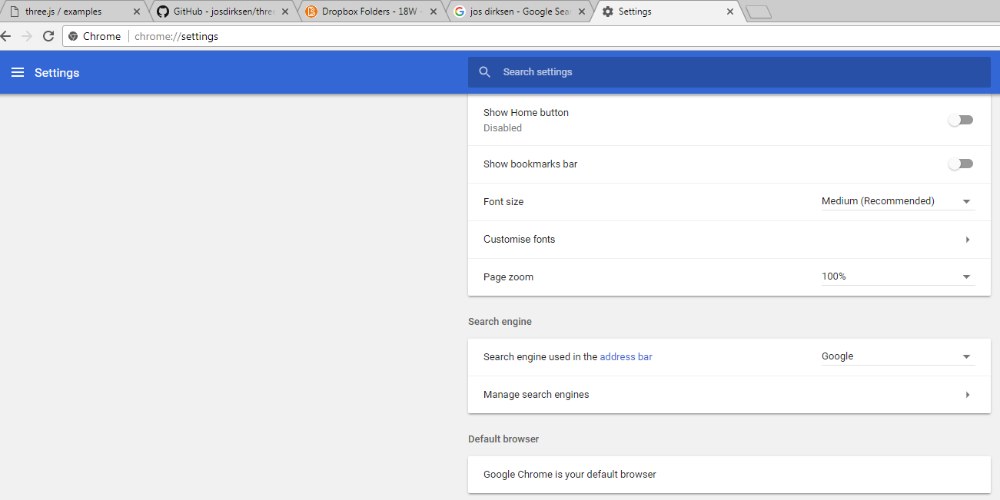 three.js / examples
GitHub - josdirksen/three
Dropbox Folders - 18W -
jos dirksen - Google Sear
Settings
Chrome chrome://settings
Settings
Search settings
Show Home button
Disabled
Show bookmarks bar
Font size
Medium (Recommended)
Customise fonts
Page zoom
100%
Search engine
Search engine used in the address bar
Google
Manage search engines
Default browser
Google Chrome is your default browser